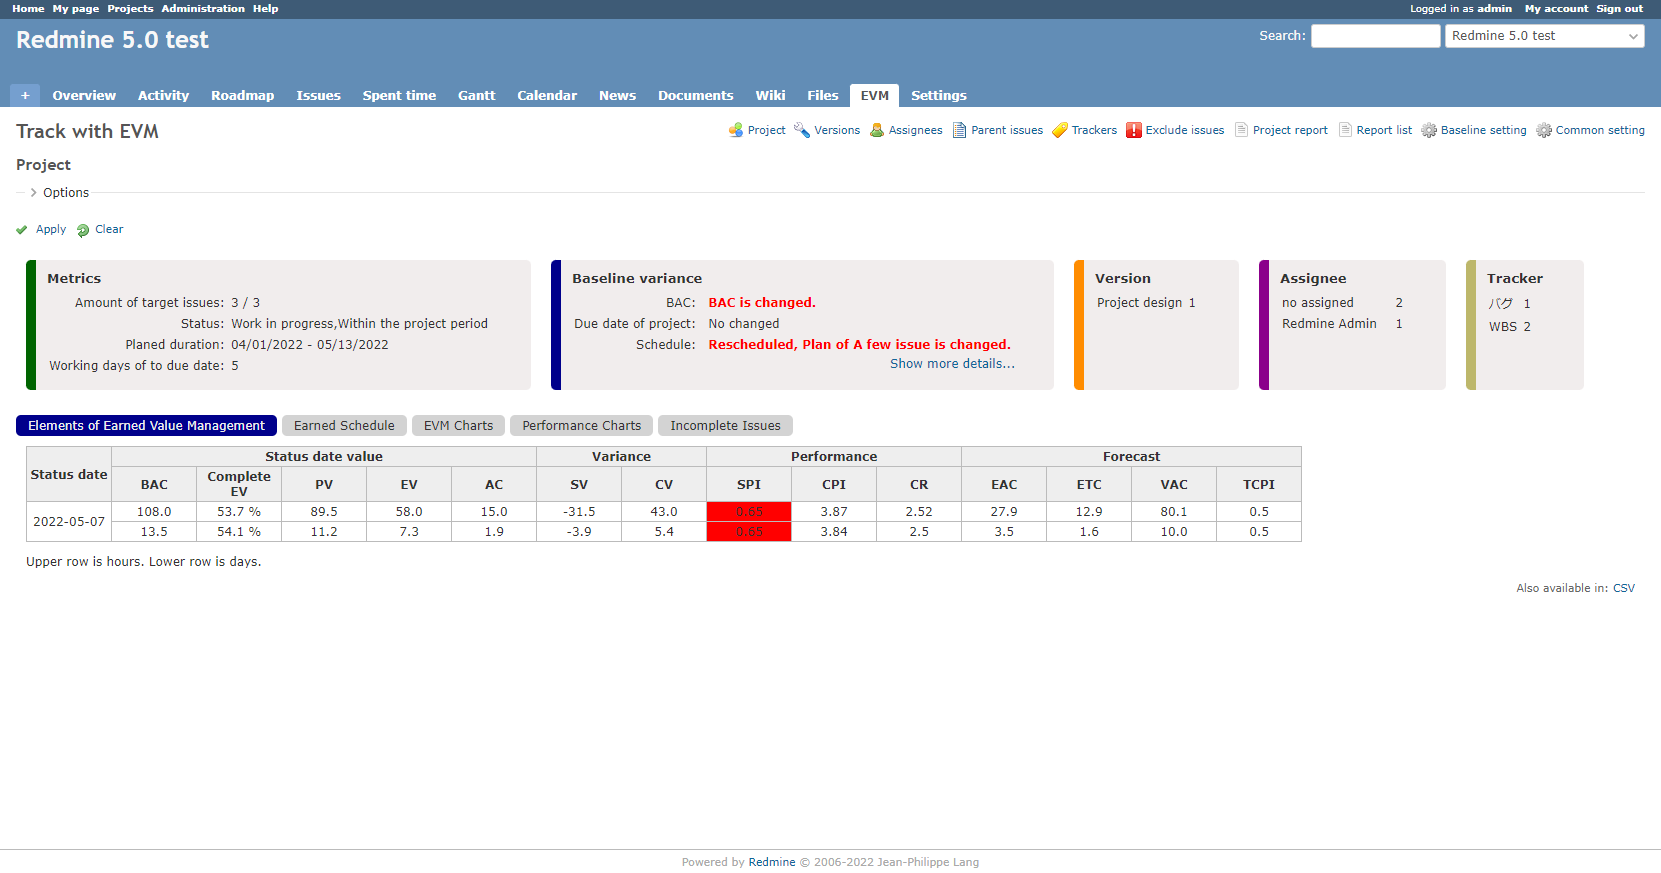 Home My page Projects Administration Help
Logged in as admin My account Sign out
Redmine 5.0 test
Search: Redmine 5.0 test
+ Overview Activity Roadmap Issues Spent time Gantt Calendar News Documents Wiki Files EVM Settings
Track with EVM
Project Versions Assignees Parent issues Trackers Exclude issues Project report Report list Baseline setting Common setting
Project
Options
Apply Clear
Metrics
Amount of target issues: 3 / 3
Status: Work in progress,Within the project period
Planed duration: 04/01/2022 - 05/13/2022
Working days of to due date: 5
Baseline variance
BAC: BAC is changed.
Due date of project: No changed
Schedule: Rescheduled, Plan of A few issue is changed.
Show more details...
Version
Project design 1
Assignee
no assigned 2
Redmine Admin 1
Tracker
バグ 1
WBS 2
Elements of Earned Value Management Earned Schedule EVM Charts Performance Charts Incomplete Issues
Status date Status date value Variance Performance Forecast
BAC Complete EV PV EV AC SV CV SPI CPI CR EAC ETC VAC TCPI
2022-05-07 108.0 53.7 % 89.5 58.0 15.0 -31.5 43.0 0.65 3.87 2.52 27.9 12.9 80.1 0.5
13.5 54.1 % 11.2 7.3 1.9 -3.9 5.4 0.65 3.84 2.5 3.5 1.6 10.0 0.5
Upper row is hours. Lower row is days.
Also available in: CSV
Powered by Redmine © 2006-2022 Jean-Philippe Lang